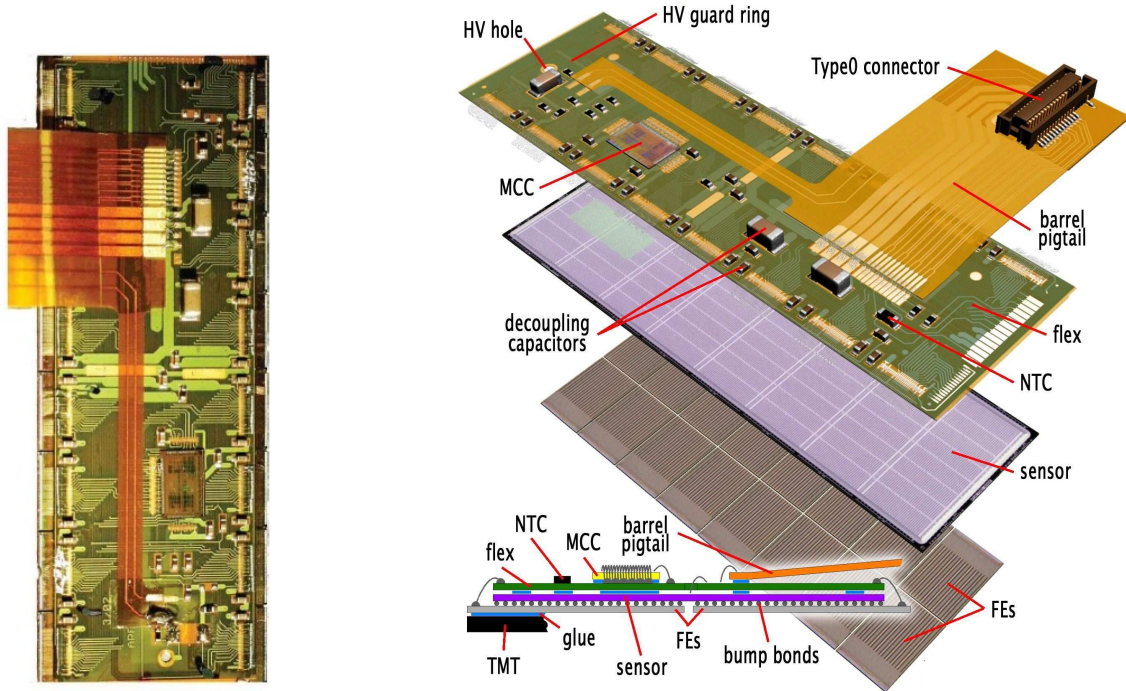 HV hole
HV guard ring
Type0 connector
MCC
barrel
pigtail
decoupling
capacitors
flex
NTC
sensor
NTC
MCC
barrel
pigtail
flex
glue
TMT
sensor
FEs
bump bonds
FEs